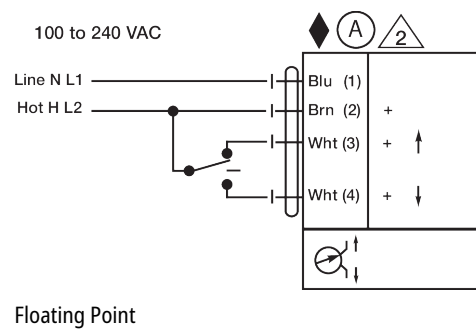 100 to 240 VAC
A
2
Line N L1
Blu (1)
Hot H L2
Brn (2) +
Wht (3) +
Wht (4) +
Floating Point